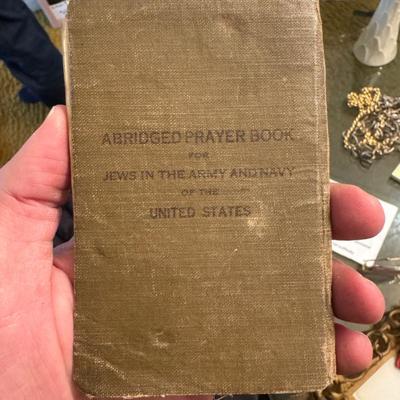 ABRIDGED PRAYER BOOK
FOR
JEWS IN THE ARMY AND NAVY
OF THE
UNITED STATES